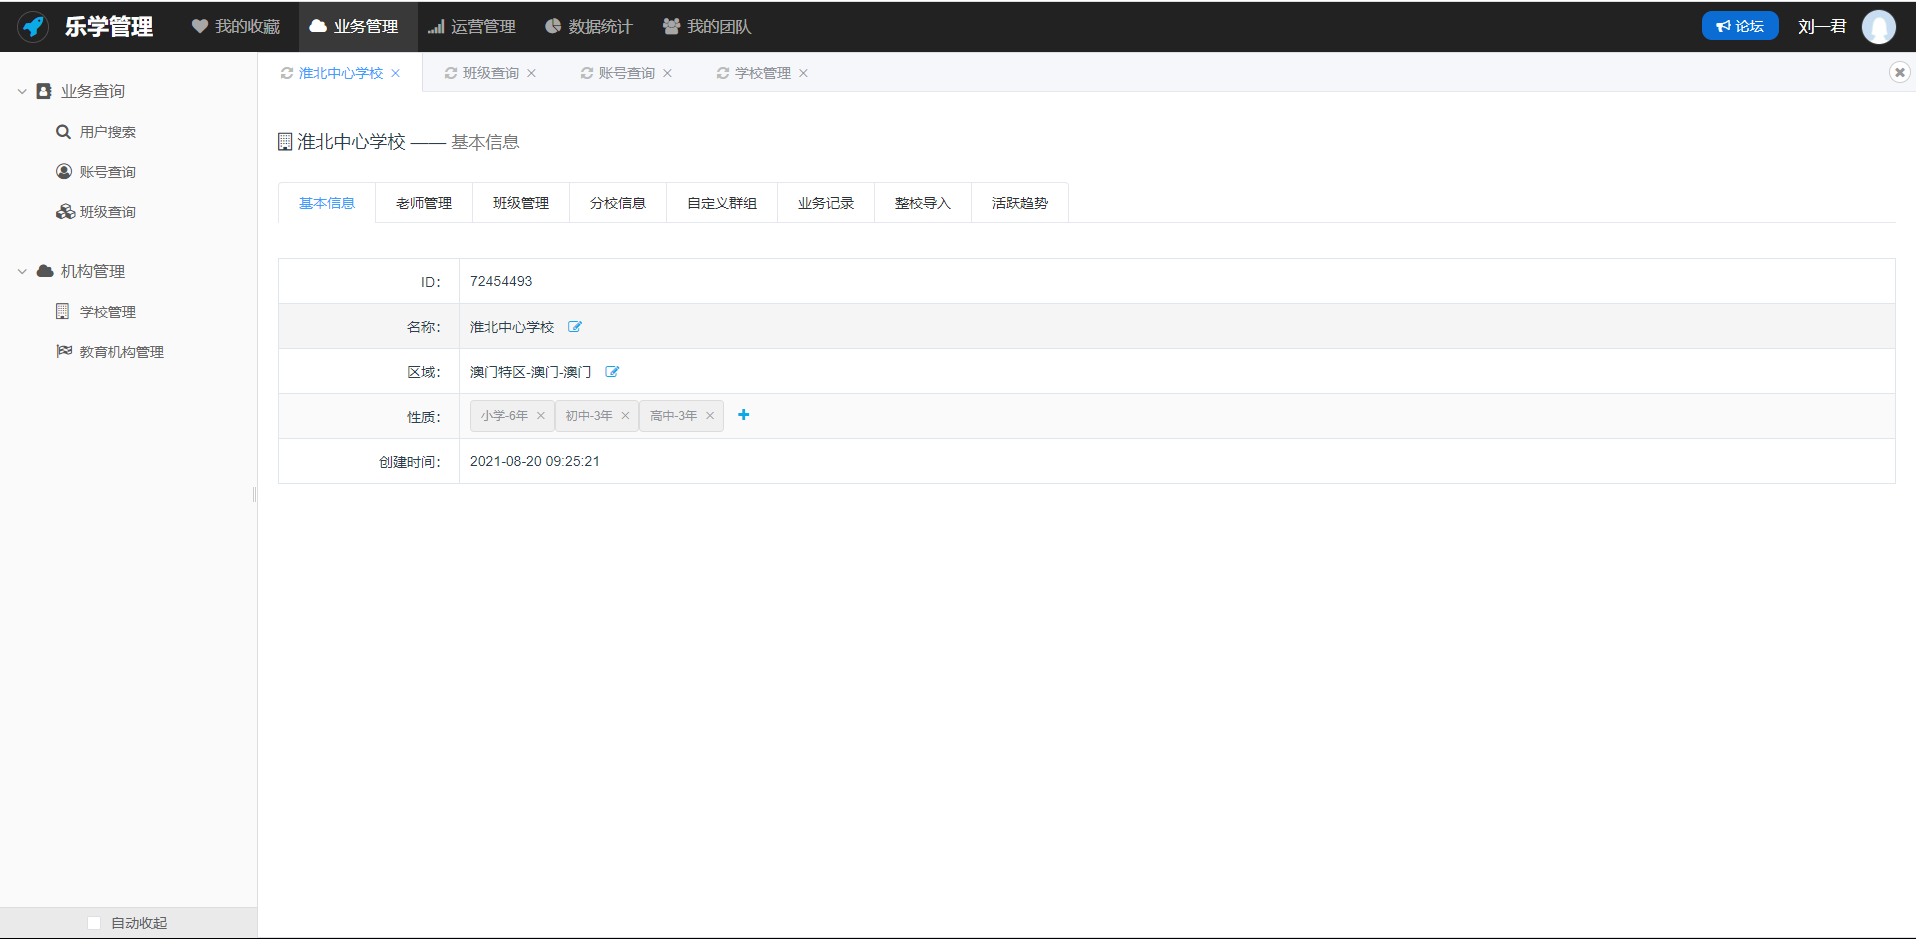 乐学管理 我的收藏 业务管理 运营管理 数据统计 我的团队 论坛 刘一君
淮北中心学校 班级查询 账号查询 学校管理
业务查询
用户搜索
账号查询
班级查询
机构管理
学校管理
教育机构管理
自动收起
淮北中心学校 —— 基本信息
基本信息 老师管理 班级管理 分校信息 自定义群组 业务记录 整校导入 活跃趋势
ID: 72454493
名称: 淮北中心学校
区域: 澳门特区-澳门-澳门
性质: 小学-6年 初中-3年 高中-3年
创建时间: 2021-08-20 09:25:21